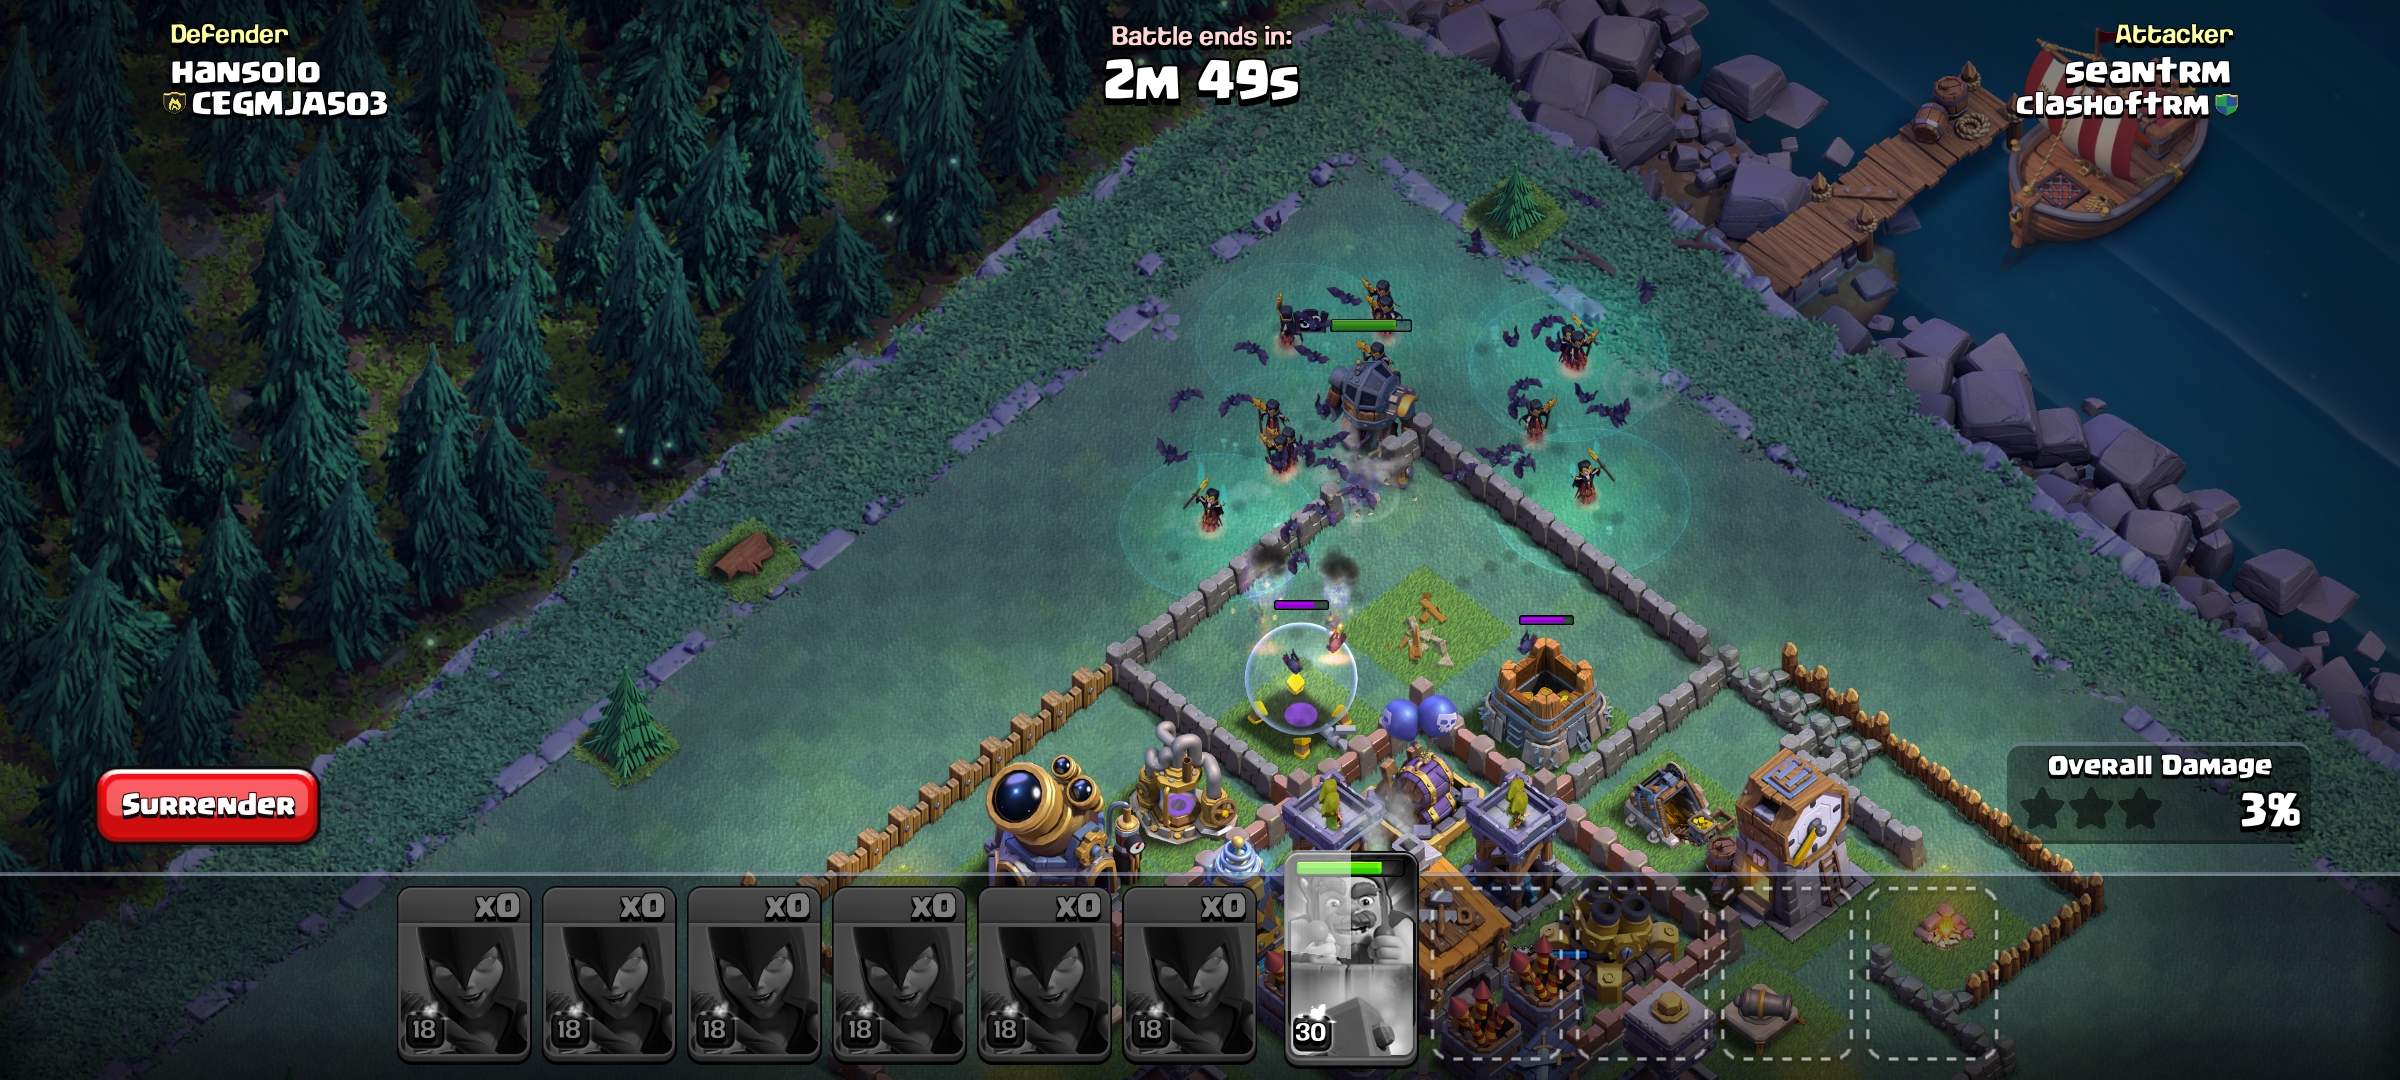 Defender
Hansolo
CEGMJA503
Battle ends in:
2M 49s
Attacker
seantRM
clashoftRM
Surrender
Overall Damage
3%
x0
x0
x0
x0
x0
x0
18
18
18
18
18
18
30